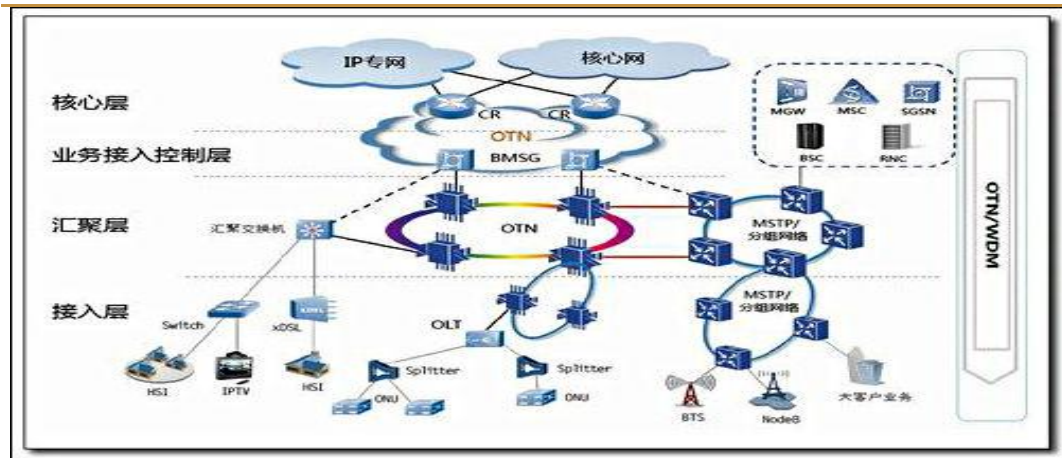 IP专网
核心网
核心层
CR
CR
OTN
MGW
MSC
SGSN
BSC
RNC
业务接入控制层
BMSG
汇聚层
汇聚交换机
OTN
MSTP/
分组网络
OTN/WDM
接入层
Switch
xDSL
OLT
MSTP/
分组网络
HSI
IPTV
HSI
Splitter
Splitter
ONU
ONU
BTS
NodeB
大客户业务